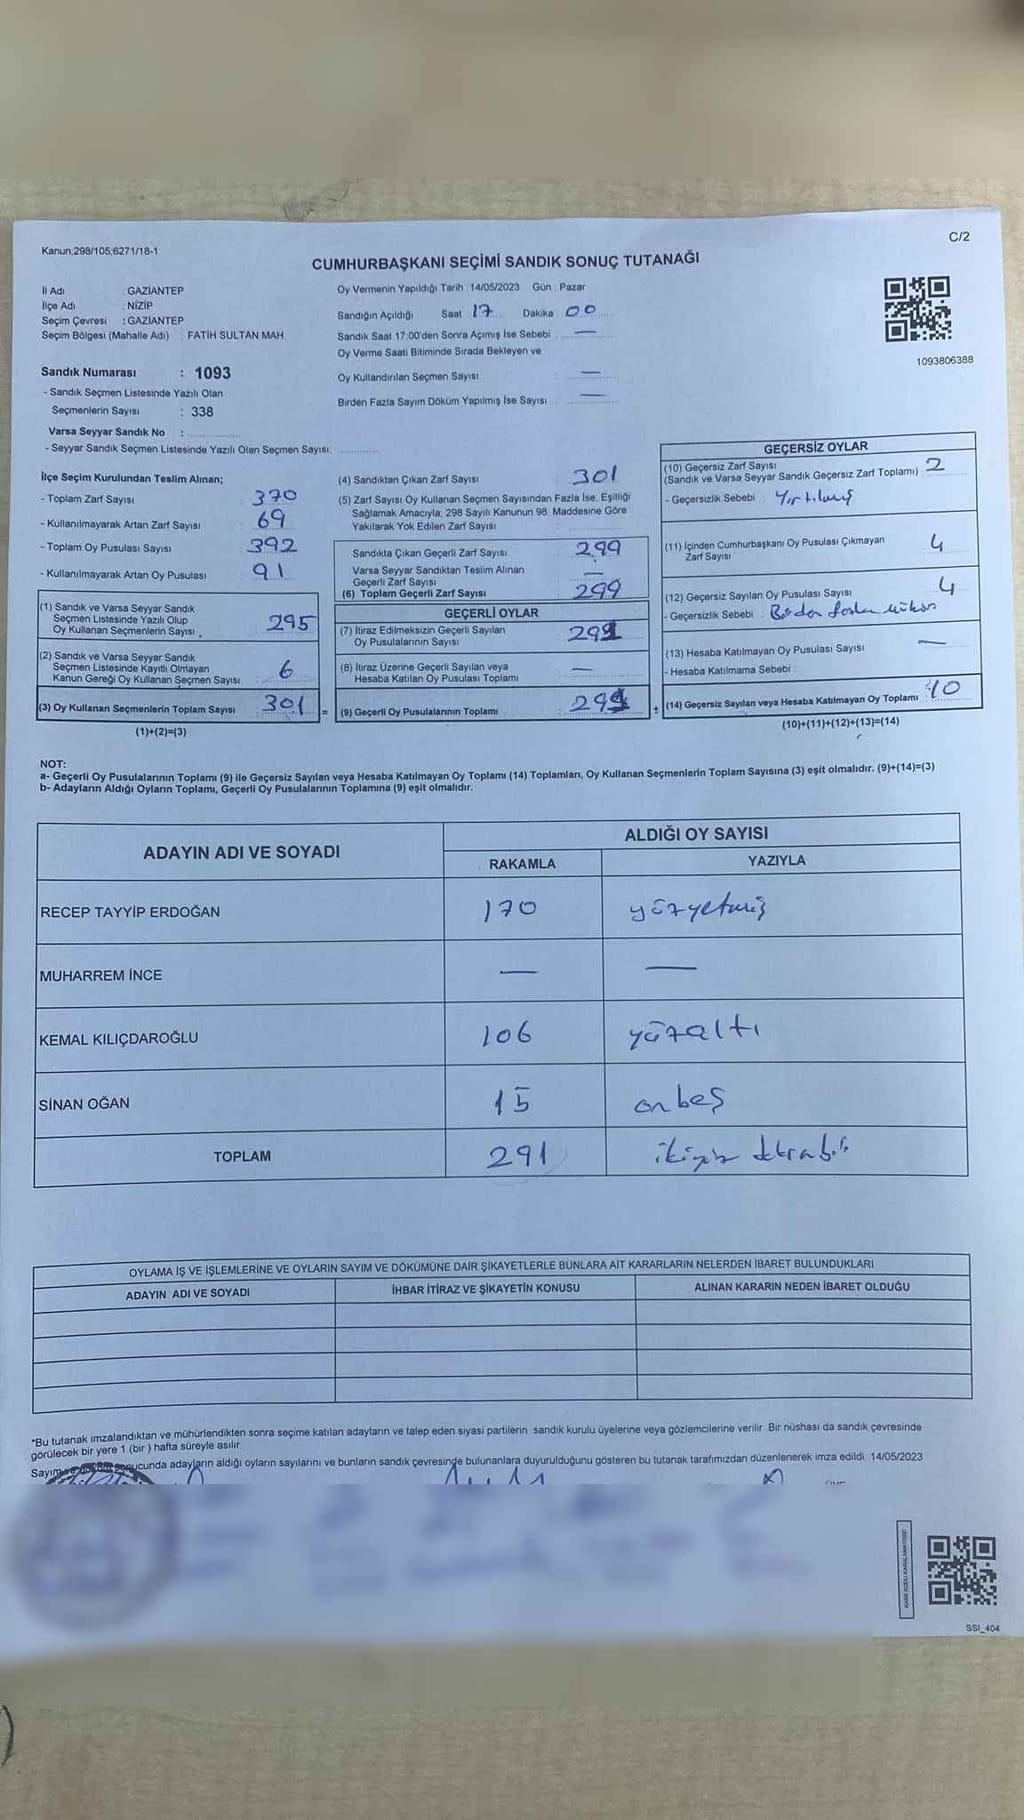 C/2
Kanun;298/105;6271/18-1
CUMHURBAŞKANI SEÇİMİ SANDIK SONUÇ TUTANAĞI
İl Adı : GAZİANTEP
İlçe Adı : NİZİP
Seçim Çevresi : GAZİANTEP
Seçim Bölgesi (Mahalle Adı) : FATİH SULTAN MAH.
Sandık Numarası : 1093
- Sandık Seçmen Listesinde Yazılı Olan
Seçmenlerin Sayısı : 338
Varsa Seyyar Sandık No :
- Seyyar Sandık Seçmen Listesinde Yazılı Olan Seçmen Sayısı:
Oy Vermenin Yapıldığı Tarih : 14/05/2023 Gün : Pazar
Sandığın Açıldığı Saat 17 Dakika 00
Sandık Saat 17:00'den Sonra Açımış İse Sebebi : —
Oy Verme Saati Bitiminde Sırada Bekleyen ve
Oy Kullandırılan Seçmen Sayısı : —
Birden Fazla Sayım Döküm Yapılmış İse Sayısı : —
1093806388
İlçe Seçim Kurulundan Teslim Alınan;
- Toplam Zarf Sayısı : 370
- Kullanılmayarak Artan Zarf Sayısı : 69
- Toplam Oy Pusulası Sayısı : 392
- Kullanılmayarak Artan Oy Pusulası : 91
(1) Sandık ve Varsa Seyyar Sandık
Seçmen Listesinde Yazılı Olup
Oy Kullanan Seçmenlerin Sayısı : 295
(2) Sandık ve Varsa Seyyar Sandık
Seçmen Listesinde Kayıtlı Olmayan
Kanun Gereği Oy Kullanan Seçmen Sayısı : 6
(3) Oy Kullanan Seçmenlerin Toplam Sayısı : 301 =
(1)+(2)=(3)
(4) Sandıktan Çıkan Zarf Sayısı : 301
(5) Zarf Sayısı Oy Kullanan Seçmen Sayısından Fazla İse, Eşitliği
Sağlamak Amacıyla, 298 Sayılı Kanunun 98. Maddesine Göre
Yakılarak Yok Edilen Zarf Sayısı :
Sandıkta Çıkan Geçerli Zarf Sayısı : 299
Varsa Seyyar Sandıktan Teslim Alınan
Geçerli Zarf Sayısı : —
(6) Toplam Geçerli Zarf Sayısı : 299
GEÇERLİ OYLAR
(7) İtiraz Edilmeksizin Geçerli Sayılan
Oy Pusulalarının Sayısı : 291
(8) İtiraz Üzerine Geçerli Sayılan veya
Hesaba Katılan Oy Pusulası Toplamı : —
(9) Geçerli Oy Pusulalarının Toplamı : 291 +
GEÇERSİZ OYLAR
(10) Geçersiz Zarf Sayısı
(Sandık ve Varsa Seyyar Sandık Geçersiz Zarf Toplamı) : 2
- Geçersizlik Sebebi : Yırtılmış
(11) İçinden Cumhurbaşkanı Oy Pusulası Çıkmayan
Zarf Sayısı : 4
(12) Geçersiz Sayılan Oy Pusulası Sayısı : 4
- Geçersizlik Sebebi : Birden fazla mühür
(13) Hesaba Katılmayan Oy Pusulası Sayısı : —
- Hesaba Katılmama Sebebi :
(14) Geçersiz Sayılan veya Hesaba Katılmayan Oy Toplamı : 10
(10)+(11)+(12)+(13)=(14)
NOT:
a- Geçerli Oy Pusulalarının Toplamı (9) ile Geçersiz Sayılan veya Hesaba Katılmayan Oy Toplamı (14) Toplamları, Oy Kullanan Seçmenlerin Toplam Sayısına (3) eşit olmalıdır. (9)+(14)=(3)
b- Adayların Aldığı Oyların Toplamı, Geçerli Oy Pusulalarının Toplamına (9) eşit olmalıdır.
ADAYIN ADI VE SOYADI
ALDIĞI OY SAYISI
RAKAMLA YAZIYLA
RECEP TAYYİP ERDOĞAN 170 yüzyetmiş
MUHARREM İNCE — —
KEMAL KILIÇDAROĞLU 106 yüzaltı
SİNAN OĞAN 15 onbeş
TOPLAM 291
OYLAMA İŞ VE İŞLEMLERİNE VE OYLARIN SAYIM VE DÖKÜMÜNE DAİR ŞİKAYETLERLE BUNLARA AİT KARARLARIN NELERDEN İBARET BULUNDUKLARI
ADAYIN ADI VE SOYADI İHBAR İTİRAZ VE ŞİKAYETİN KONUSU ALINAN KARARIN NEDEN İBARET OLDUĞU
*Bu tutanak imzalandıktan ve mühürlendikten sonra seçime katılan adayların ve talep eden siyasi partilerin sandık kurulu üyelerine veya gözlemcilerine verilir. Bir nüshası da sandık çevresinde
görülecek bir yere 1 (bir ) hafta süreyle asılır.
adayların aldığı oyların sayılarını ve bunların sandık çevresinde bulunanlara duyurulduğunu gösteren bu tutanak tarafımızdan düzenlenerek imza edildi. 14/05/2023
SSI_404